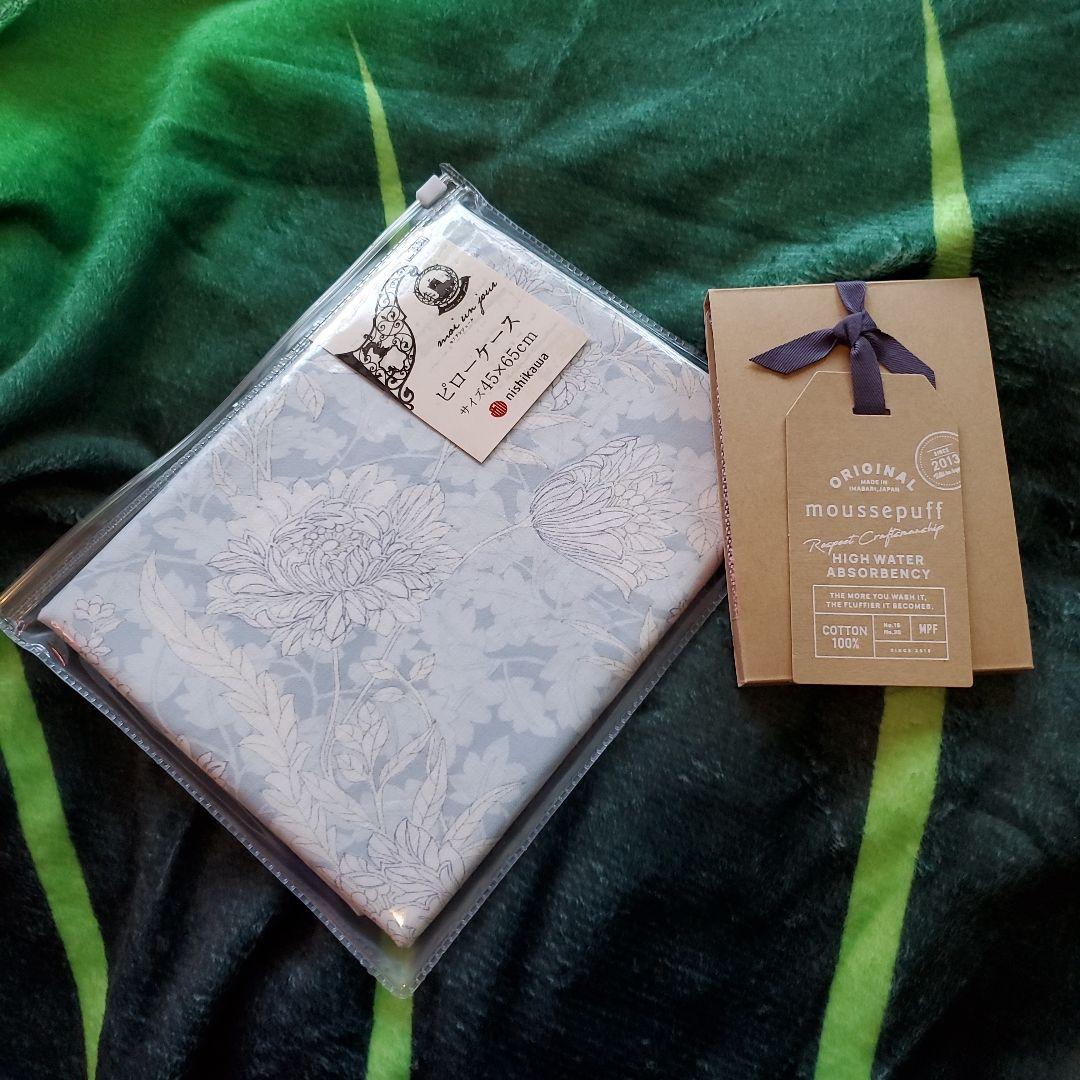 moi un jour
ピローケース
サイズ45×65cm
nishikawa
ORIGINAL
MADE IN
IMABARI, JAPAN
SINCE
2013
moussepuff
Respect Craftsmanship
HIGH WATER
ABSORBENCY
THE MORE YOU WASH IT,
THE FLUFFIER IT BECOMES.
COTTON
100%
MPF
SINCE 2013